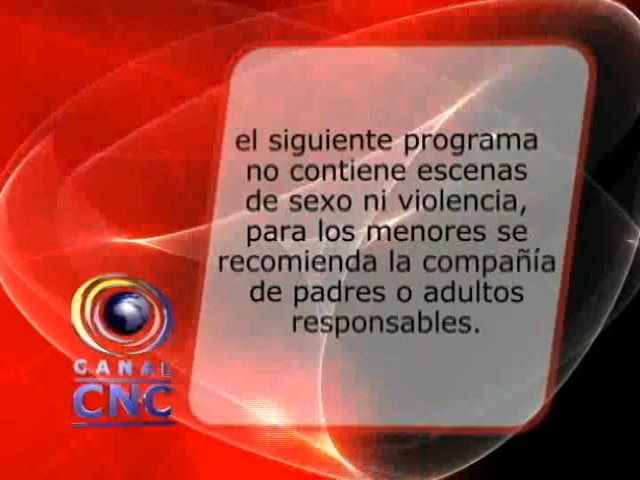 el siguiente programa
no contiene escenas
de sexo ni violencia,
para los menores se
recomienda la compañía
de padres o adultos
responsables.
CANAL
CNC